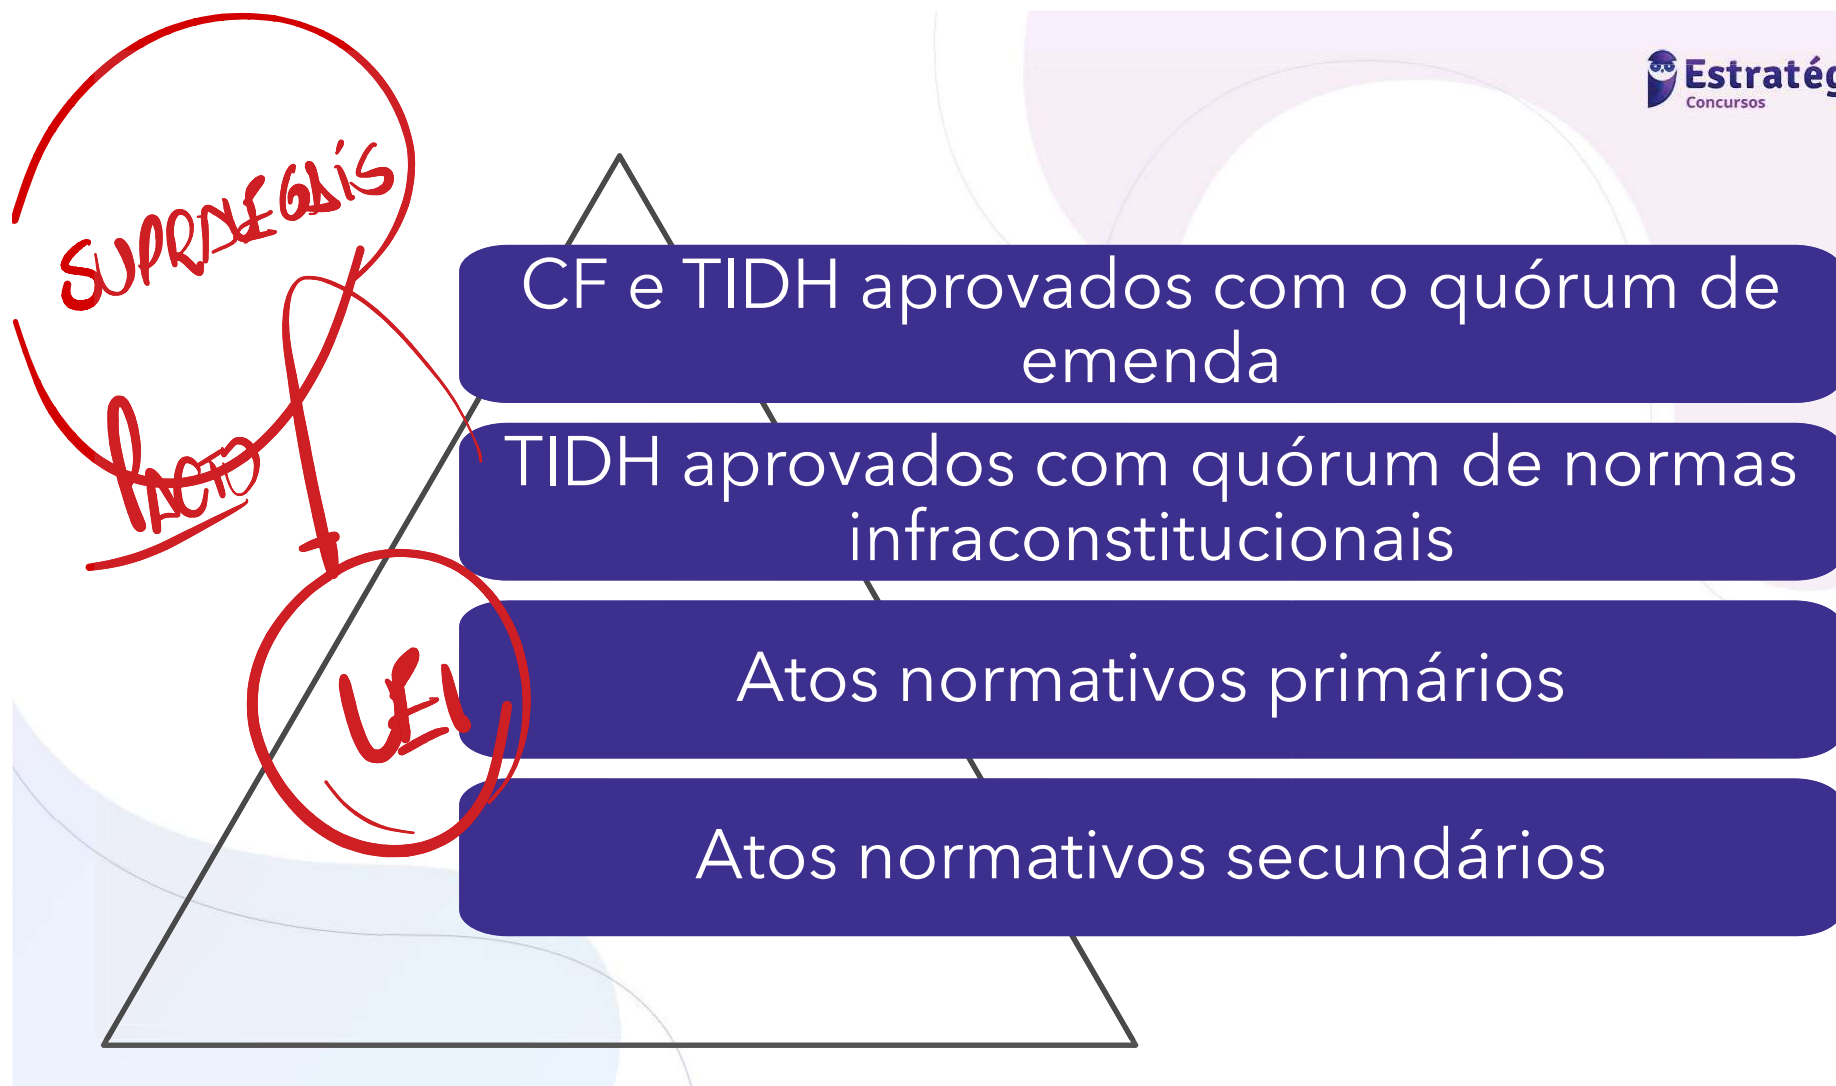 Estratég
Concursos
SUPRALEGAIS
PACTO
LEI
CF e TIDH aprovados com o quórum de
emenda
TIDH aprovados com quórum de normas
infraconstitucionais
Atos normativos primários
Atos normativos secundários